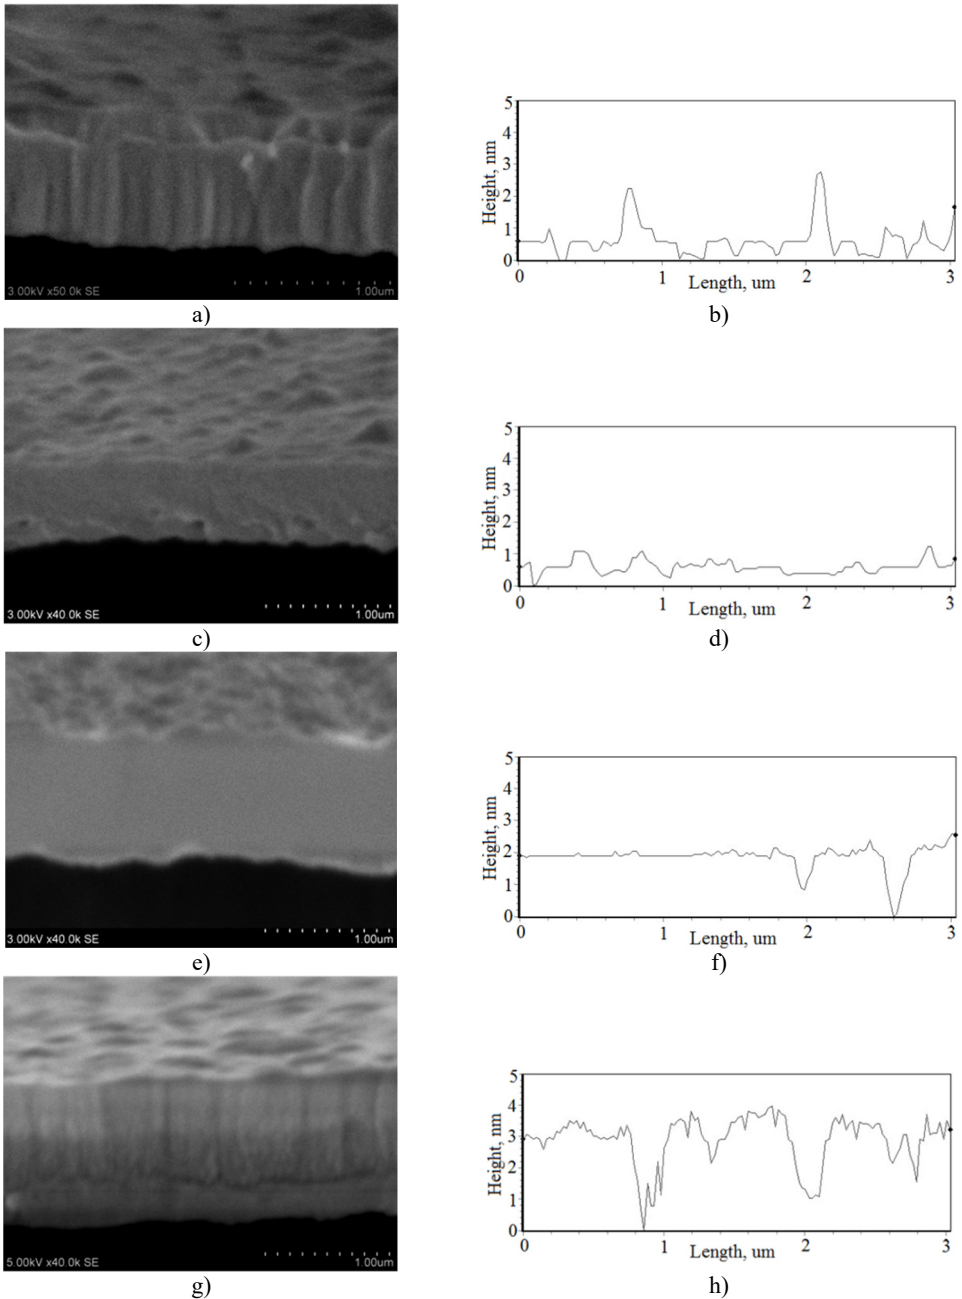 3.00kV x50.0k SE 1.00um
a)
5
4
3
2
1
0
Height, nm
0 1 2 3
Length, um
b)
3.00kV x40.0k SE 1.00um
c)
5
4
3
2
1
0
Height, nm
0 1 2 3
Length, um
d)
3.00kV x40.0k SE 1.00um
e)
5
4
3
2
1
0
Height, nm
0 1 2 3
Length, um
f)
5.00kV x40.0k SE 1.00um
g)
5
4
3
2
1
0
Height, nm
0 1 2 3
Length, um
h)